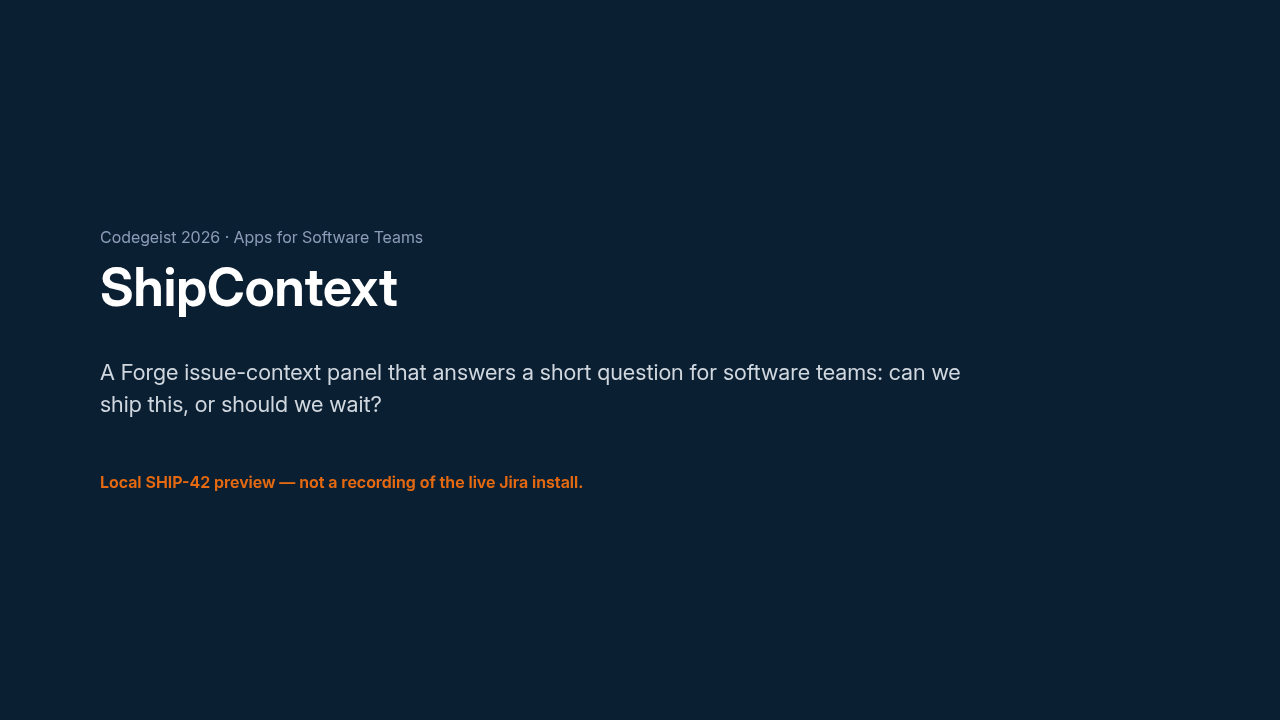 Codegeist 2026 · Apps for Software Teams
ShipContext
A Forge issue-context panel that answers a short question for software teams: can we
ship this, or should we wait?
Local SHIP-42 preview — not a recording of the live Jira install.